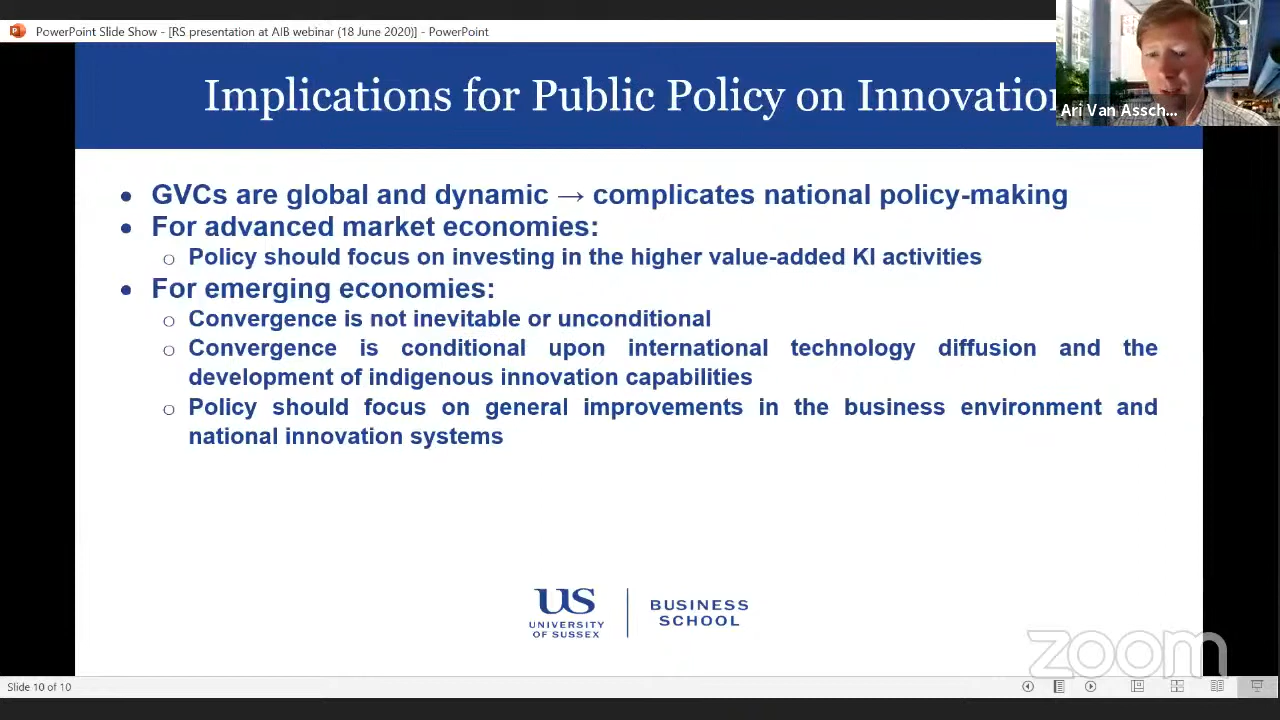 PowerPoint Slide Show - [RS presentation at AIB webinar (18 June 2020)] - PowerPoint
Implications for Public Policy on Innovation
Ari Van Assch...
• GVCs are global and dynamic → complicates national policy-making
• For advanced market economies:
○ Policy should focus on investing in the higher value-added KI activities
• For emerging economies:
○ Convergence is not inevitable or unconditional
○ Convergence is conditional upon international technology diffusion and the
development of indigenous innovation capabilities
○ Policy should focus on general improvements in the business environment and
national innovation systems
US
UNIVERSITY
OF SUSSEX
BUSINESS
SCHOOL
zoom
Slide 10 of 10